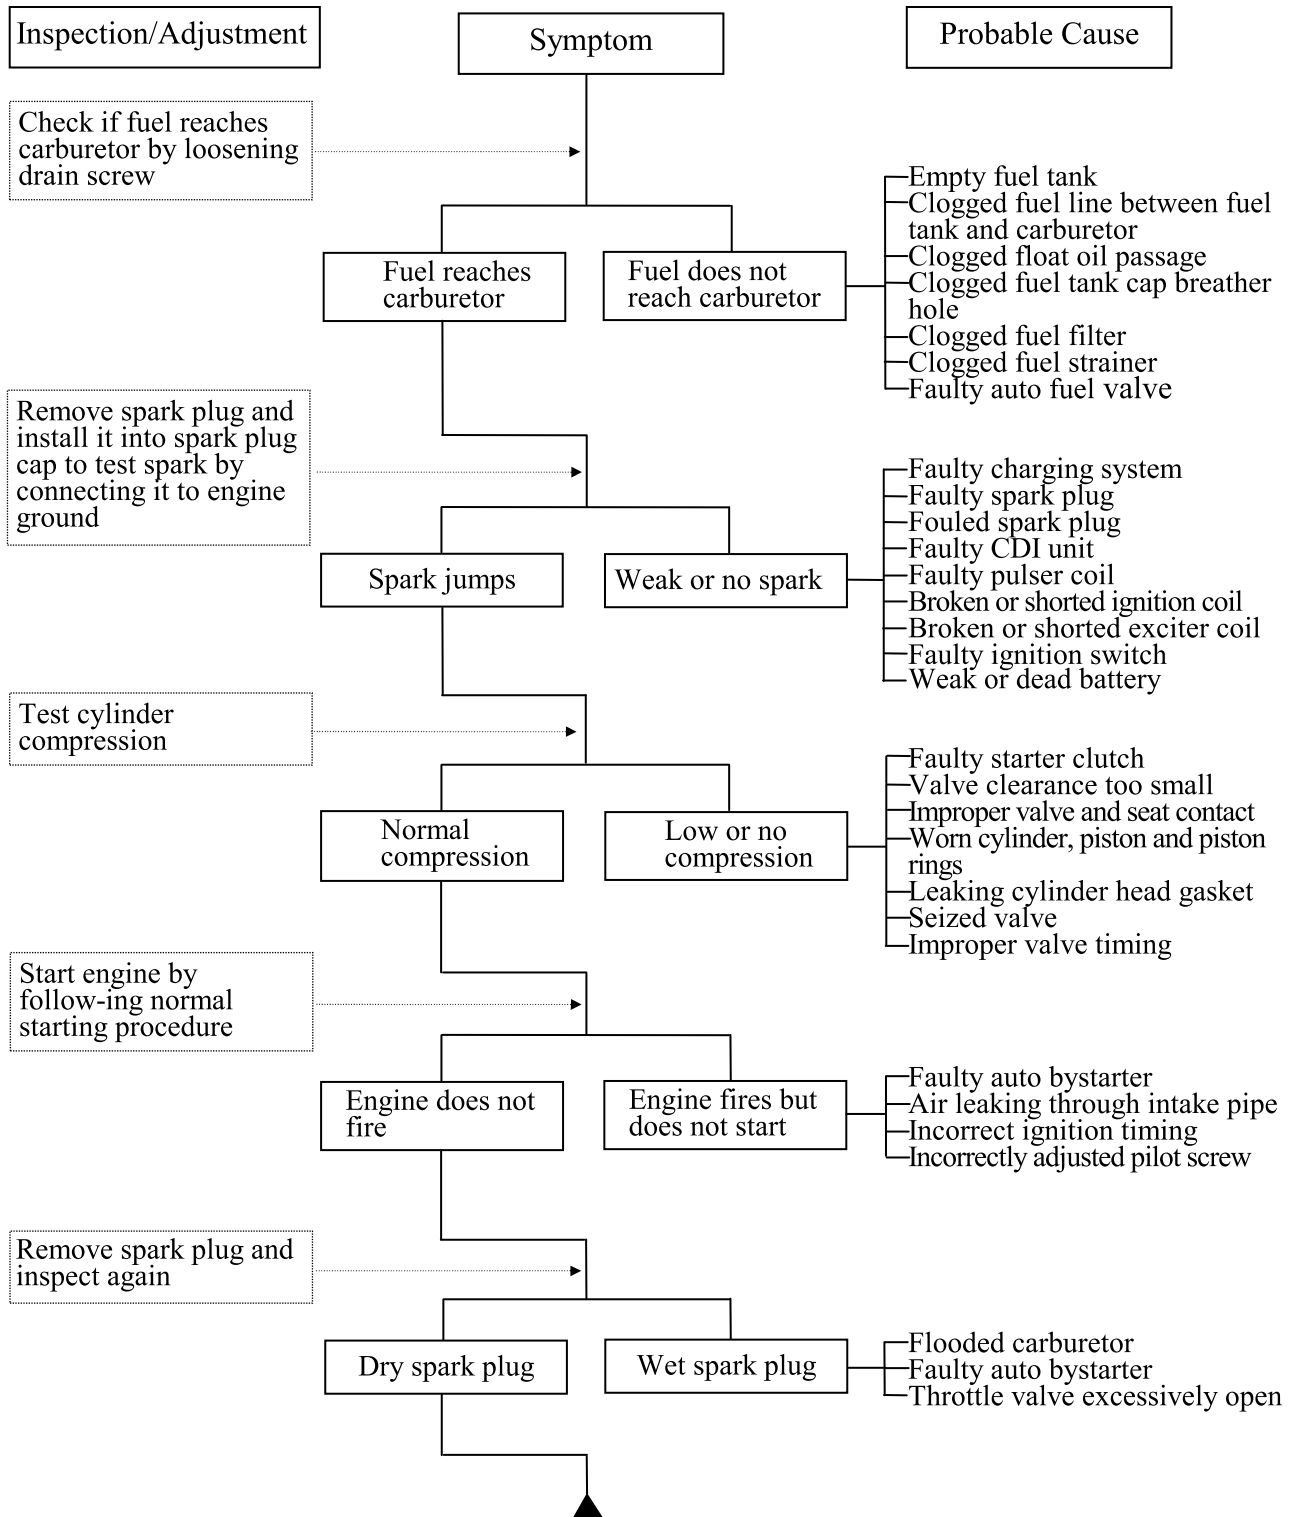 Inspection/Adjustment
Symptom
Probable Cause
Check if fuel reaches
carburetor by loosening
drain screw
Fuel reaches
carburetor
Fuel does not
reach carburetor
Empty fuel tank
Clogged fuel line between fuel
tank and carburetor
Clogged float oil passage
Clogged fuel tank cap breather
hole
Clogged fuel filter
Clogged fuel strainer
Faulty auto fuel valve
Remove spark plug and
install it into spark plug
cap to test spark by
connecting it to engine
ground
Spark jumps
Weak or no spark
Faulty charging system
Faulty spark plug
Fouled spark plug
Faulty CDI unit
Faulty pulser coil
Broken or shorted ignition coil
Broken or shorted exciter coil
Faulty ignition switch
Weak or dead battery
Test cylinder
compression
Normal
compression
Low or no
compression
Faulty starter clutch
Valve clearance too small
Improper valve and seat contact
Worn cylinder, piston and piston
rings
Leaking cylinder head gasket
Seized valve
Improper valve timing
Start engine by
follow-ing normal
starting procedure
Engine does not
fire
Engine fires but
does not start
Faulty auto bystarter
Air leaking through intake pipe
Incorrect ignition timing
Incorrectly adjusted pilot screw
Remove spark plug and
inspect again
Dry spark plug
Wet spark plug
Flooded carburetor
Faulty auto bystarter
Throttle valve excessively open